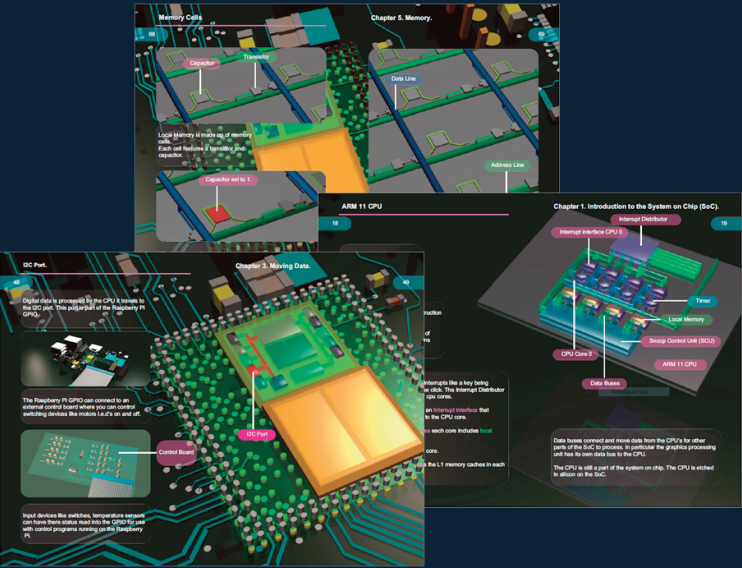 Memory Cells
Chapter 5. Memory.
68
69
Capacitor
Transistor
Data Line
Local Memory is made up of memory
cells.
Each cell features a transistor and
capacitor.
Address Line
Capacitor set to 1.
ARM 11 CPU
Chapter 1. Introduction to the System on Chip (SoC).
18
19
Interrupt Distributor
Interrupt Interface CPU 0
Timer
Local Memory
Snoop Control Unit (SCU)
CPU Core 0
ARM 11 CPU
Data Buses
ruction
of
ns
interrupts like a key being
e click. The Interrupt Distributor
cpu cores.
an interrupt interface that
to the CPU core.
es each core includes local
core.
s the L1 memory caches in each
Data buses connect and move data from the CPU's for other
parts of the SoC to process. In particular the graphics processing
unit has its own data bus to the CPU.
The CPU is still a part of the system on chip. The CPU is etched
in silicon on the SoC.
I2C Port.
Chapter 3. Moving Data.
48
49
Digital data is processed by the CPU it travels to
the I2C port. This port is part of the Raspberry Pi
GPIO.
The Raspberry Pi GPIO can connect to an
external control board where you can control
switching devices like motors l.e.d's on and off.
I2C Port
Control Board
Input devices like switches, temperature sensors
can have there status read into the GPIO for use
with control programs running on the Raspberry
Pi.